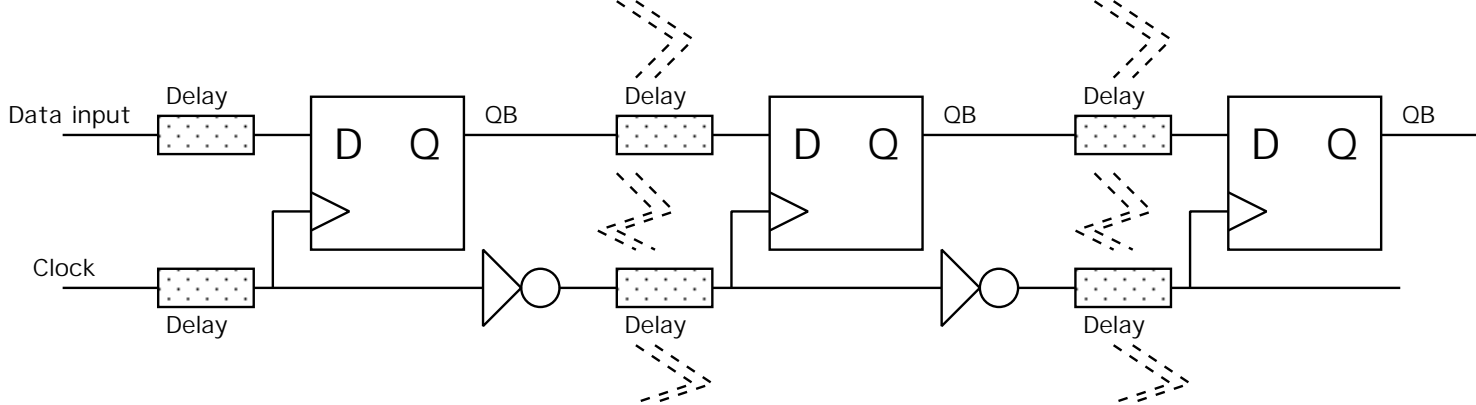 Delay
Delay
Delay
Data input
QB
QB
QB
D Q
D Q
D Q
Clock
Delay
Delay
Delay